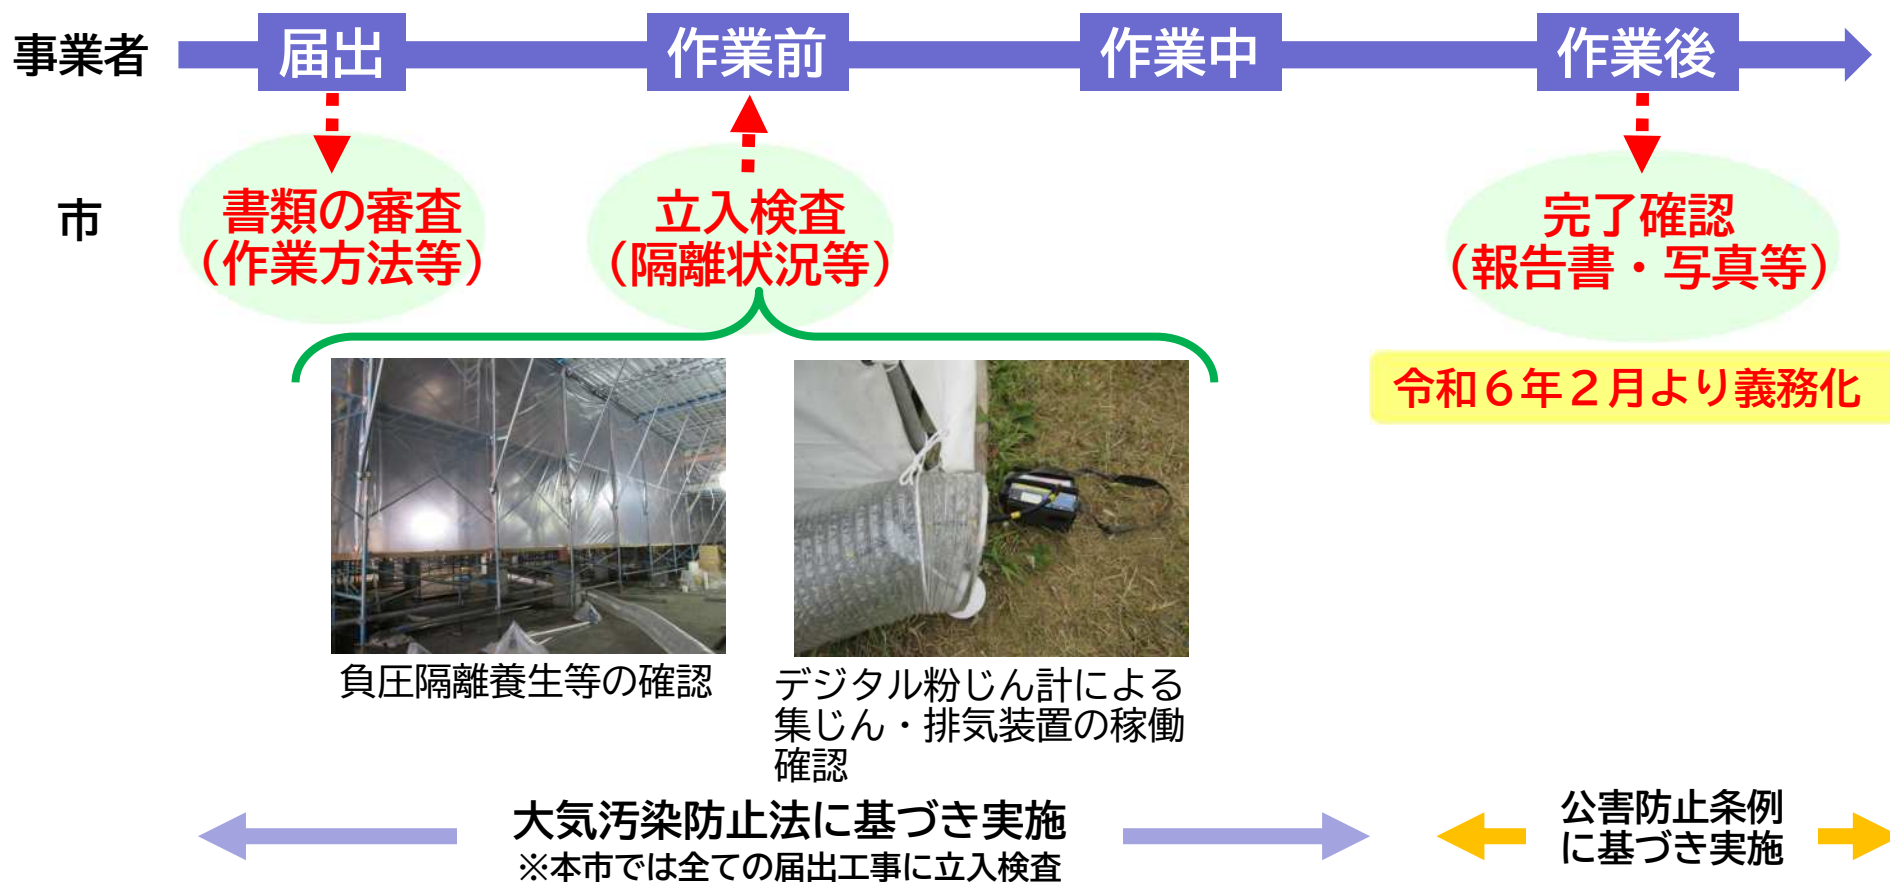 事業者
届出
作業前
作業中
作業後
市
書類の審査
（作業方法等）
立入検査
（隔離状況等）
完了確認
（報告書・写真等）
令和６年２月より義務化
負圧隔離養生等の確認
デジタル粉じん計による
集じん・排気装置の稼働
確認
大気汚染防止法に基づき実施
※本市では全ての届出工事に立入検査
公害防止条例
に基づき実施